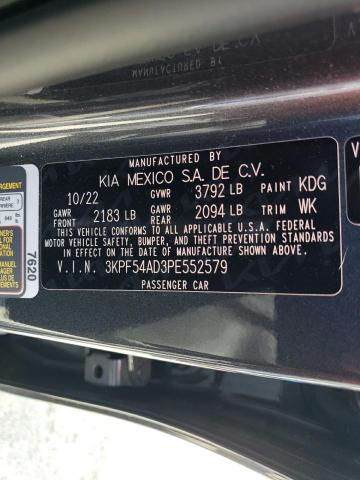 MANUFACTURED BY
KIA MEXICO S.A. DE C.V.
10/22 GVWR 3792 LB PAINT KDG
GAWR FRONT 2183 LB GAWR REAR 2094 LB TRIM WK
THIS VEHICLE CONFORMS TO ALL APPLICABLE U.S.A. FEDERAL
MOTOR VEHICLE SAFETY, BUMPER, AND THEFT PREVENTION
STANDARDS IN EFFECT ON THE DATE OF MANUFACTURE SHOWN
ABOVE.
V.I.N. 3KPF54AD3PE552579
PASSENGER CAR
7620
REAR